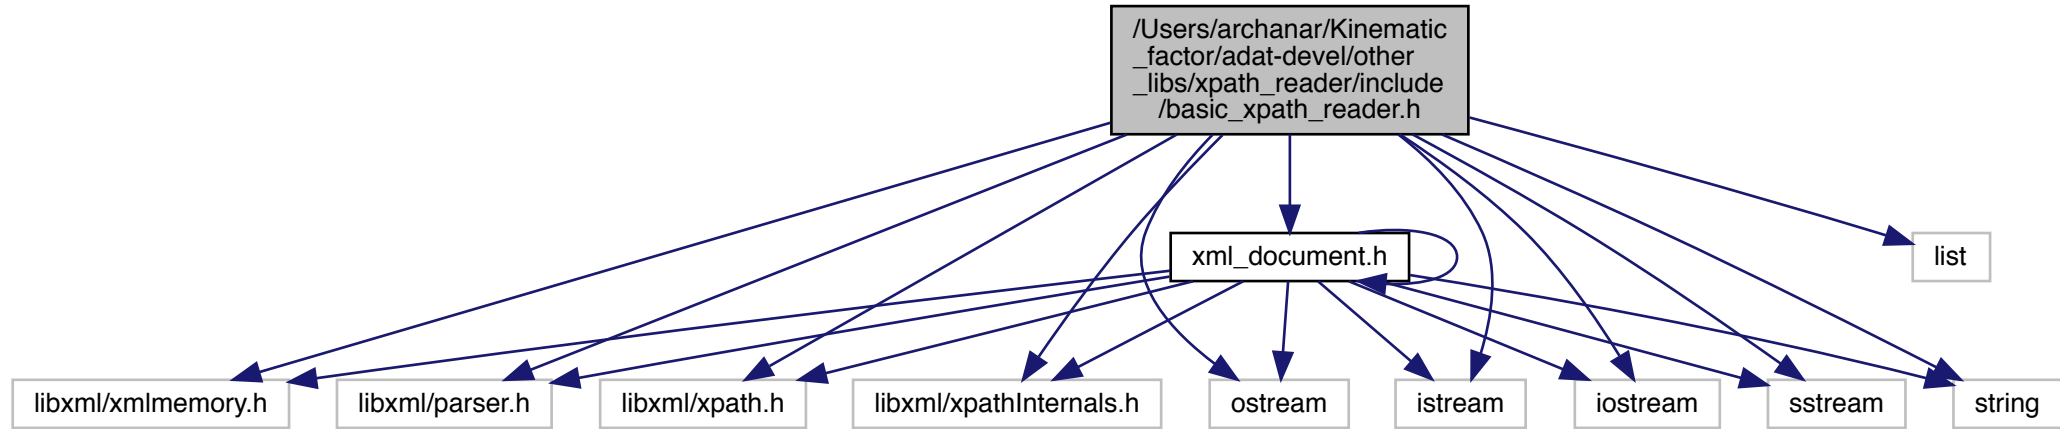 /Users/archanar/Kinematic
_factor/adat-devel/other
_libs/xpath_reader/include
/basic_xpath_reader.h
xml_document.h
list
libxml/xmlmemory.h
libxml/parser.h
libxml/xpath.h
libxml/xpathInternals.h
ostream
istream
iostream
sstream
string